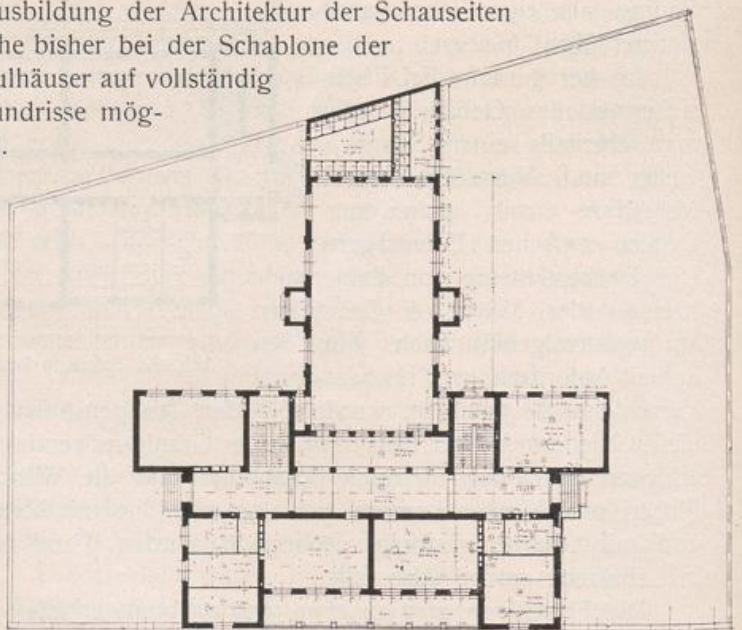 usbildung der Architektur der Schauseiten
he bisher bei der Schablone der
ulhäuser auf vollständig
undrisse mög-
.